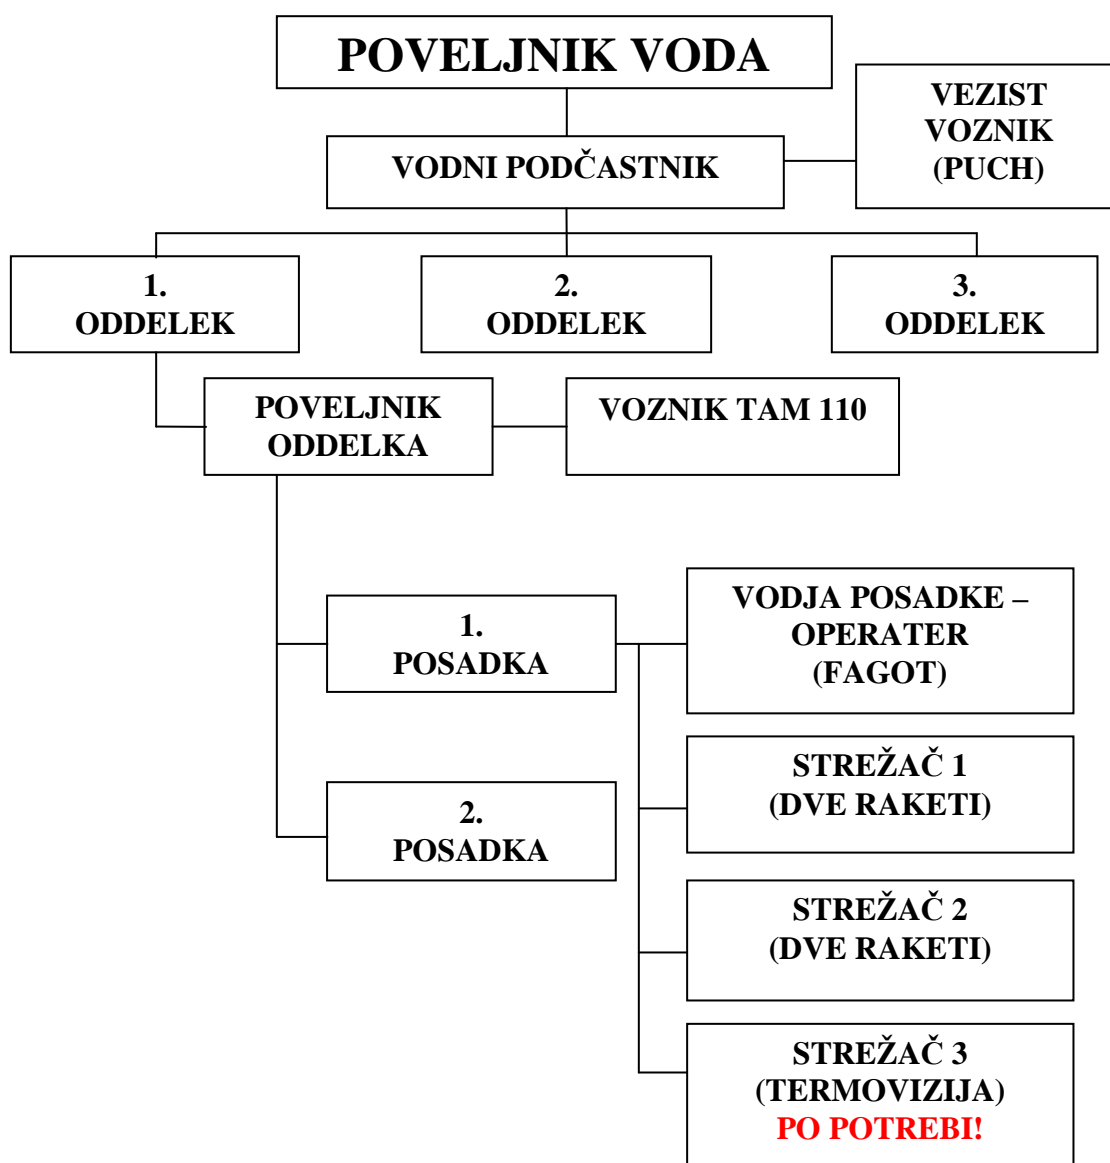 POVELJNIK VODA
VEZIST
VOZNIK
(PUCH)
VODNI PODČASTNIK
1.
ODDELEK
2.
ODDELEK
3.
ODDELEK
POVELJNIK
ODDELKA
VOZNIK TAM 110
1.
POSADKA
VODJA POSADKE –
OPERATER
(FAGOT)
STREŽAČ 1
(DVE RAKETI)
2.
POSADKA
STREŽAČ 2
(DVE RAKETI)
STREŽAČ 3
(TERMOVIZIJA)
PO POTREBI!